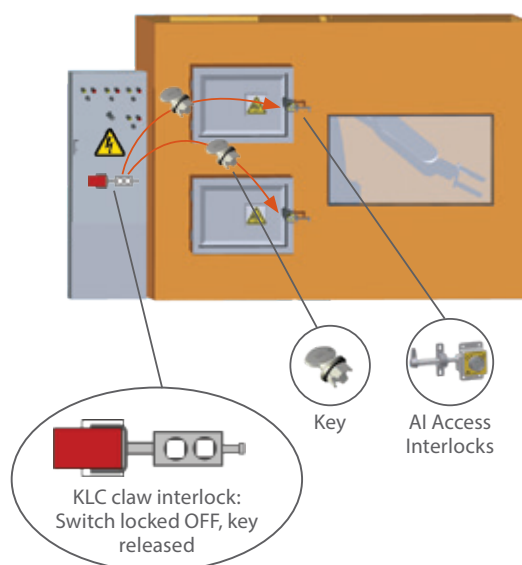 Key
AI Access
Interlocks
KLC claw interlock:
Switch locked OFF, key
released